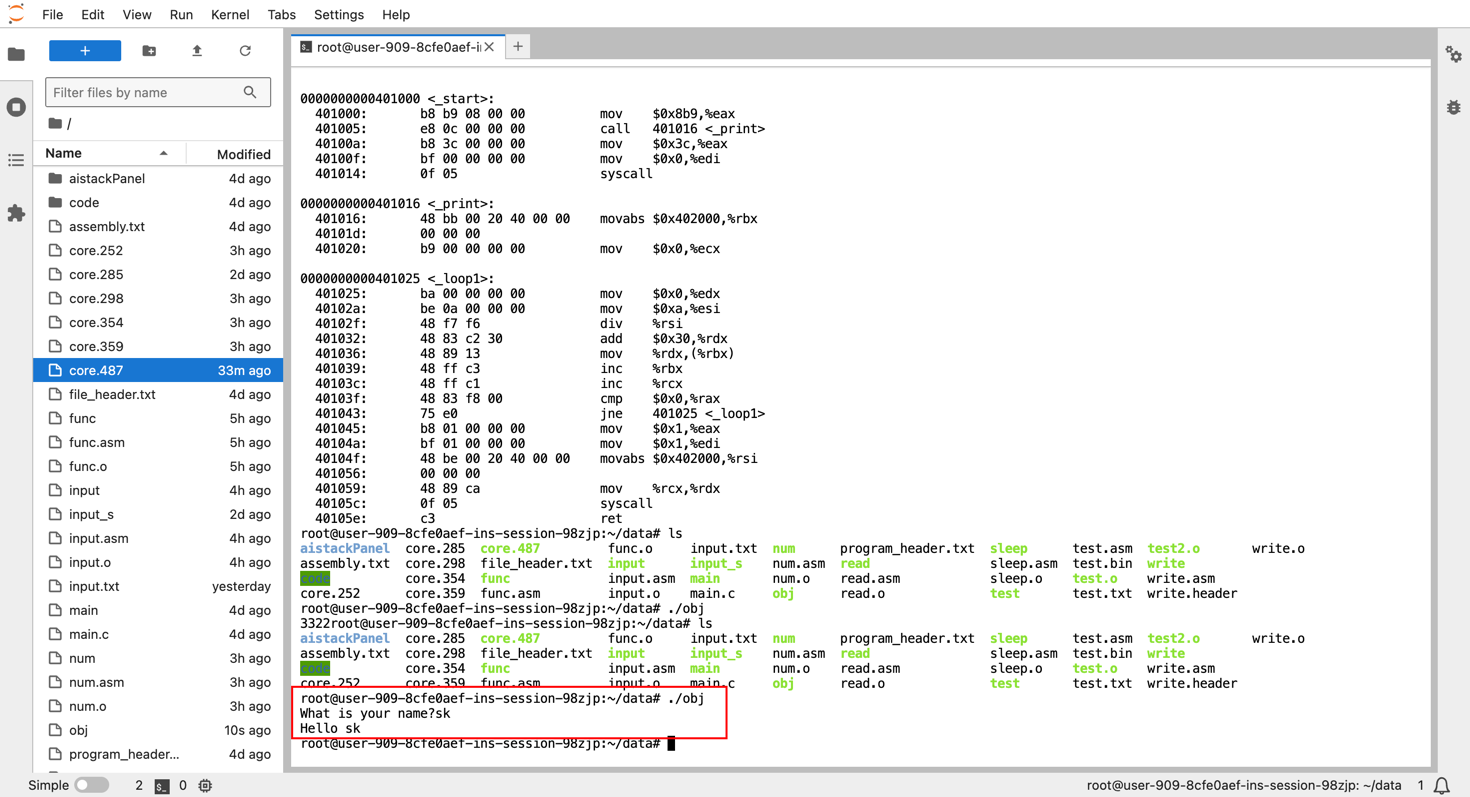 File Edit View Run Kernel Tabs Settings Help
+
Filter files by name
/
Name Modified
aistackPanel 4d ago
code 4d ago
assembly.txt 4d ago
core.252 3h ago
core.285 2d ago
core.298 3h ago
core.354 3h ago
core.359 3h ago
core.487 33m ago
file_header.txt 4d ago
func 5h ago
func.asm 5h ago
func.o 5h ago
input 4h ago
input_s 2d ago
input.asm 4h ago
input.o 4h ago
input.txt yesterday
main 4d ago
main.c 4d ago
num 3h ago
num.asm 3h ago
num.o 3h ago
obj 10s ago
program_header... 4d ago
root@user-909-8cfe0aef-i
0000000000401000 <_start>:
401000: b8 b9 08 00 00 mov $0x8b9,%eax
401005: e8 0c 00 00 00 call 401016 <_print>
40100a: b8 3c 00 00 00 mov $0x3c,%eax
40100f: bf 00 00 00 00 mov $0x0,%edi
401014: 0f 05 syscall
0000000000401016 <_print>:
401016: 48 bb 00 20 40 00 00 movabs $0x402000,%rbx
40101d: 00 00 00
401020: b9 00 00 00 00 mov $0x0,%ecx
0000000000401025 <_loop1>:
401025: ba 00 00 00 00 mov $0x0,%edx
40102a: be 0a 00 00 00 mov $0xa,%esi
40102f: 48 f7 f6 div %rsi
401032: 48 83 c2 30 add $0x30,%rdx
401036: 48 89 13 mov %rdx,(%rbx)
401039: 48 ff c3 inc %rbx
40103c: 48 ff c1 inc %rcx
40103f: 48 83 f8 00 cmp $0x0,%rax
401043: 75 e0 jne 401025 <_loop1>
401045: b8 01 00 00 00 mov $0x1,%eax
40104a: bf 01 00 00 00 mov $0x1,%edi
40104f: 48 be 00 20 40 00 00 movabs $0x402000,%rsi
401056: 00 00 00
401059: 48 89 ca mov %rcx,%rdx
40105c: 0f 05 syscall
40105e: c3 ret
root@user-909-8cfe0aef-ins-session-98zjp:~/data# ls
aistackPanel core.285 core.487 func.o input.txt num program_header.txt sleep test.asm test2.o write.o
assembly.txt core.298 file_header.txt input input_s num.asm read sleep.asm test.bin write
code core.354 func input.asm main num.o read.asm sleep.o test.o write.asm
core.252 core.359 func.asm input.o main.c obj read.o test test.txt write.header
root@user-909-8cfe0aef-ins-session-98zjp:~/data# ./obj
3322root@user-909-8cfe0aef-ins-session-98zjp:~/data# ls
aistackPanel core.285 core.487 func.o input.txt num program_header.txt sleep test.asm test2.o write.o
assembly.txt core.298 file_header.txt input input_s num.asm read sleep.asm test.bin write
code core.354 func input.asm main num.o read.asm sleep.o test.o write.asm
core.252 core.359 func.asm input.o main.c obj read.o test test.txt write.header
root@user-909-8cfe0aef-ins-session-98zjp:~/data# ./obj
What is your name?sk
Hello sk
root@user-909-8cfe0aef-ins-session-98zjp:~/data#
Simple 2 0 root@user-909-8cfe0aef-ins-session-98zjp: ~/data 1